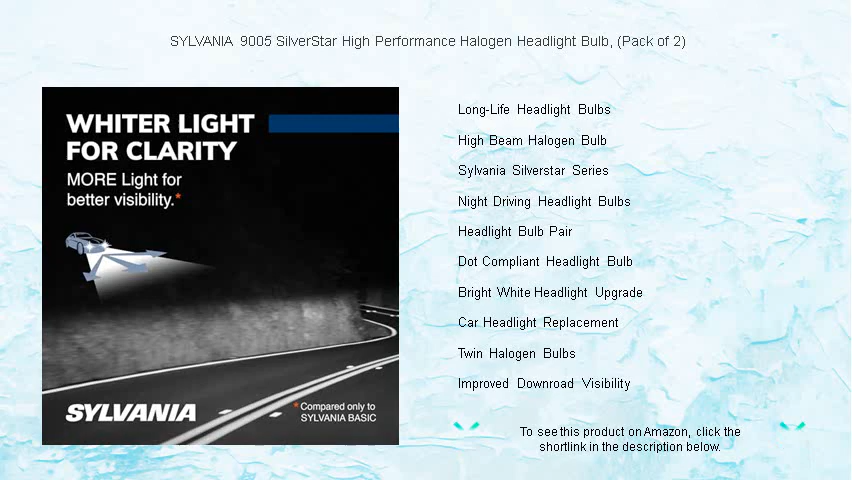 SYLVANIA 9005 SilverStar High Performance Halogen Headlight Bulb, (Pack of 2)
WHITER LIGHT
FOR CLARITY
MORE Light for
better visibility.*
SYLVANIA
*Compared only to
SYLVANIA BASIC
Long-Life Headlight Bulbs
High Beam Halogen Bulb
Sylvania Silverstar Series
Night Driving Headlight Bulbs
Headlight Bulb Pair
Dot Compliant Headlight Bulb
Bright White Headlight Upgrade
Car Headlight Replacement
Twin Halogen Bulbs
Improved Downroad Visibility
To see this product on Amazon, click the
shortlink in the description below.